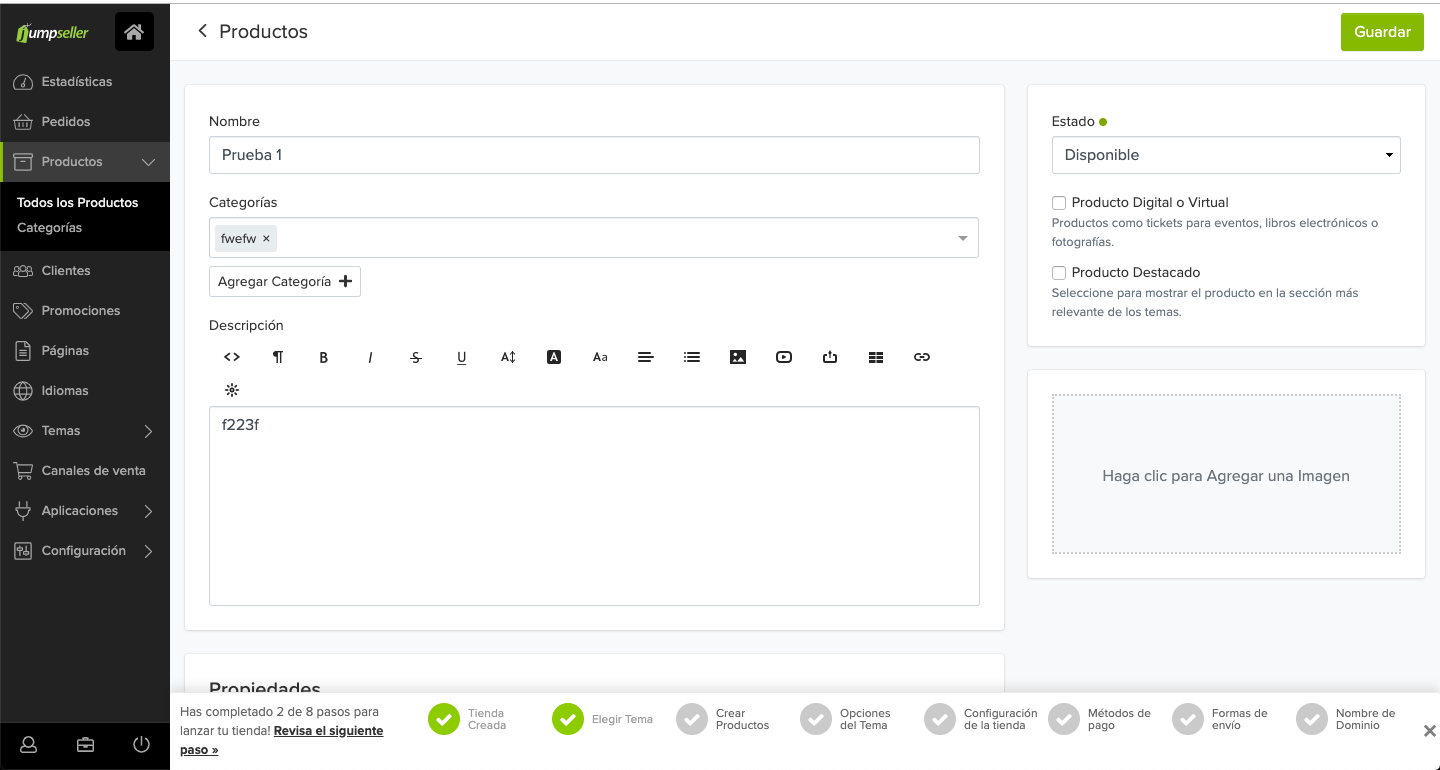 Jumpseller
Productos
Guardar
Estadísticas
Pedidos
Productos
Todos los Productos
Categorías
Clientes
Promociones
Páginas
Idiomas
Temas
Canales de venta
Aplicaciones
Configuración
Nombre
Prueba 1
Categorías
fwefw ×
Agregar Categoría +
Descripción
<> ¶ B I S U A↕ A Aa
f223f
Propiedades
Estado
Disponible
Producto Digital o Virtual
Productos como tickets para eventos, libros electrónicos o
fotografías.
Producto Destacado
Seleccione para mostrar el producto en la sección más
relevante de los temas.
Haga clic para Agregar una Imagen
Has completado 2 de 8 pasos para
lanzar tu tienda! Revisa el siguiente
paso »
Tienda
Creada
Elegir Tema
Crear
Productos
Opciones
del Tema
Configuración
de la tienda
Métodos de
pago
Formas de
envío
Nombre de
Dominio
×